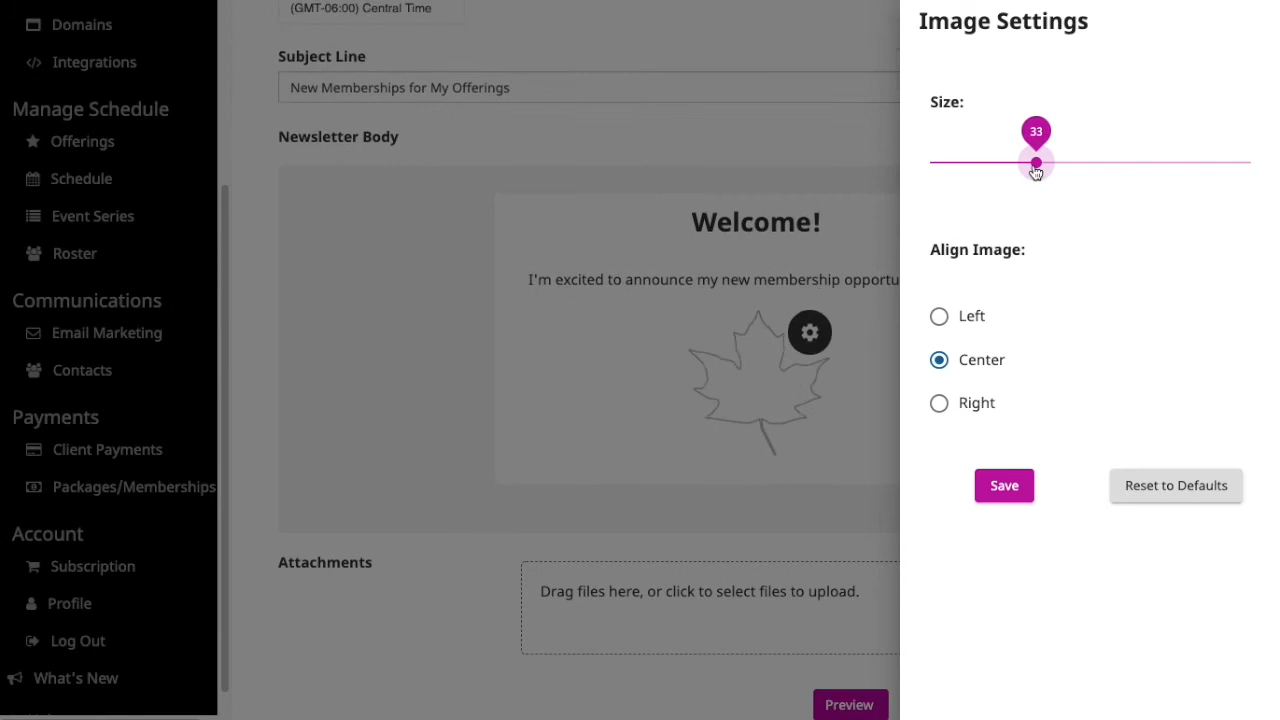 Domains
Integrations
Manage Schedule
Offerings
Schedule
Event Series
Roster
Communications
Email Marketing
Contacts
Payments
Client Payments
Packages/Memberships
Account
Subscription
Profile
Log Out
What's New
(GMT-06:00) Central Time
Subject Line
New Memberships for My Offerings
Newsletter Body
Welcome!
I'm excited to announce my new membership opportu
Attachments
Drag files here, or click to select files to upload.
Preview
Image Settings
Size:
33
Align Image:
Left
Center
Right
Save
Reset to Defaults